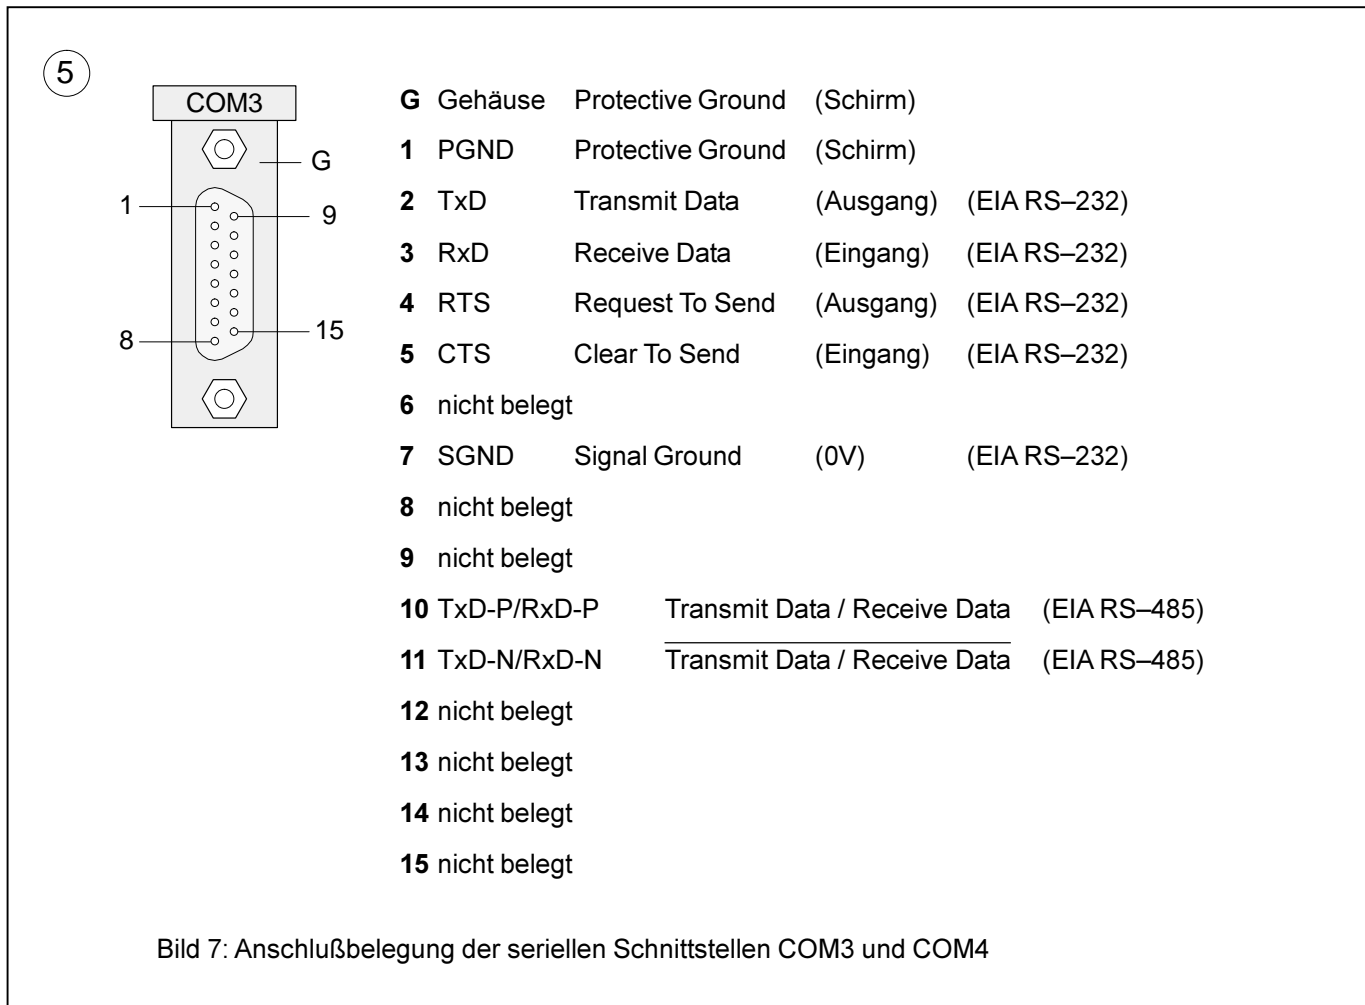 5
COM3
G
1
9
8
15
G Gehäuse Protective Ground (Schirm)
1 PGND Protective Ground (Schirm)
2 TxD Transmit Data (Ausgang) (EIA RS–232)
3 RxD Receive Data (Eingang) (EIA RS–232)
4 RTS Request To Send (Ausgang) (EIA RS–232)
5 CTS Clear To Send (Eingang) (EIA RS–232)
6 nicht belegt
7 SGND Signal Ground (0V) (EIA RS–232)
8 nicht belegt
9 nicht belegt
10 TxD-P/RxD-P Transmit Data / Receive Data (EIA RS–485)
11 TxD-N/RxD-N Transmit Data / Receive Data (EIA RS–485)
12 nicht belegt
13 nicht belegt
14 nicht belegt
15 nicht belegt
Bild 7: Anschlußbelegung der seriellen Schnittstellen COM3 und COM4